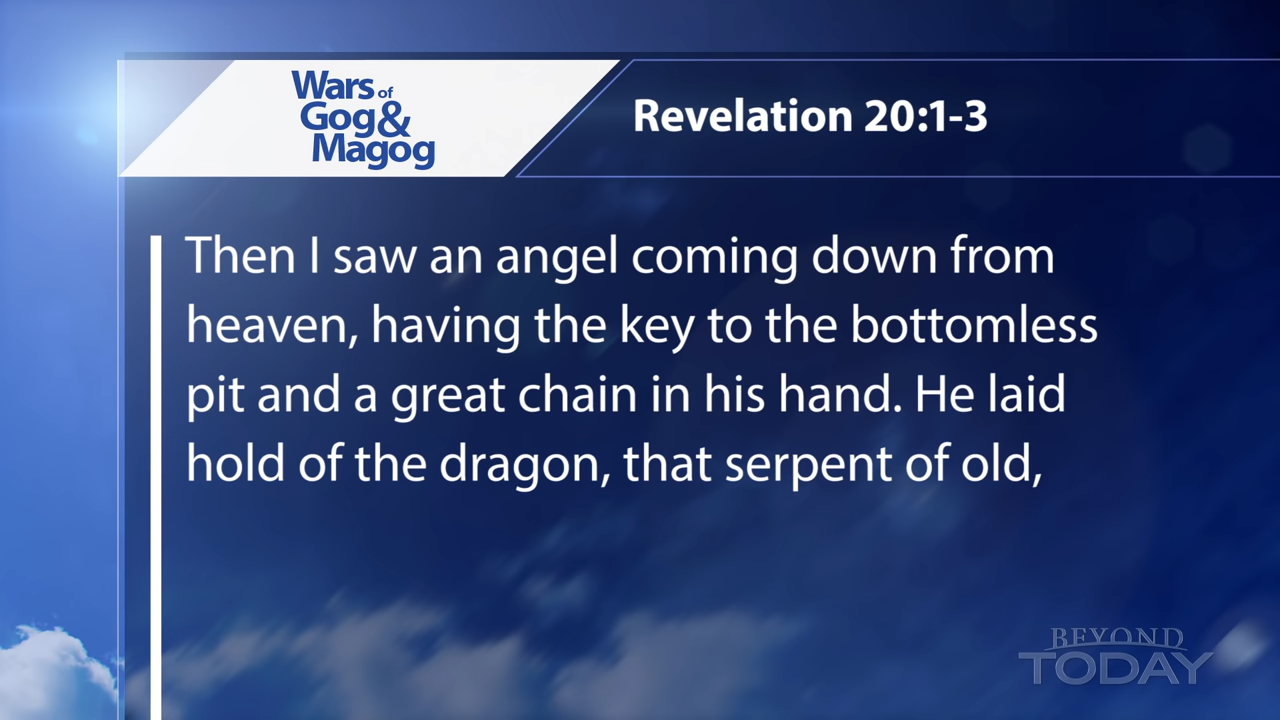 Wars of
Gog&
Magog
Revelation 20:1-3
Then I saw an angel coming down from
heaven, having the key to the bottomless
pit and a great chain in his hand. He laid
hold of the dragon, that serpent of old,
BEYOND
TODAY